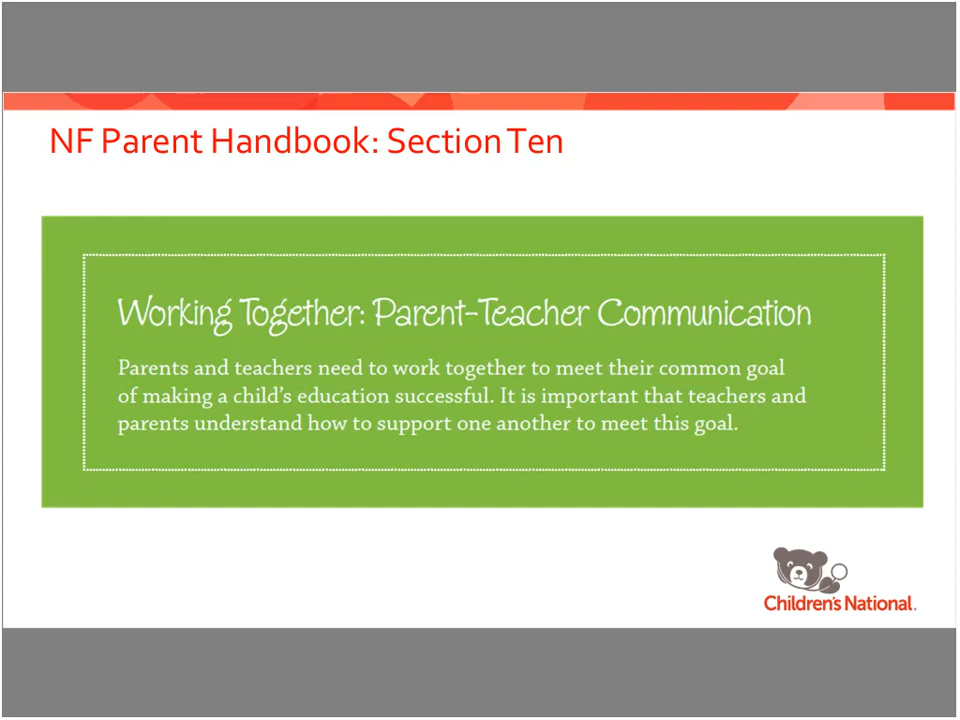 NF Parent Handbook: Section Ten
Working Together: Parent-Teacher Communication
Parents and teachers need to work together to meet their common goal
of making a child's education successful. It is important that teachers and
parents understand how to support one another to meet this goal.
Children's National.